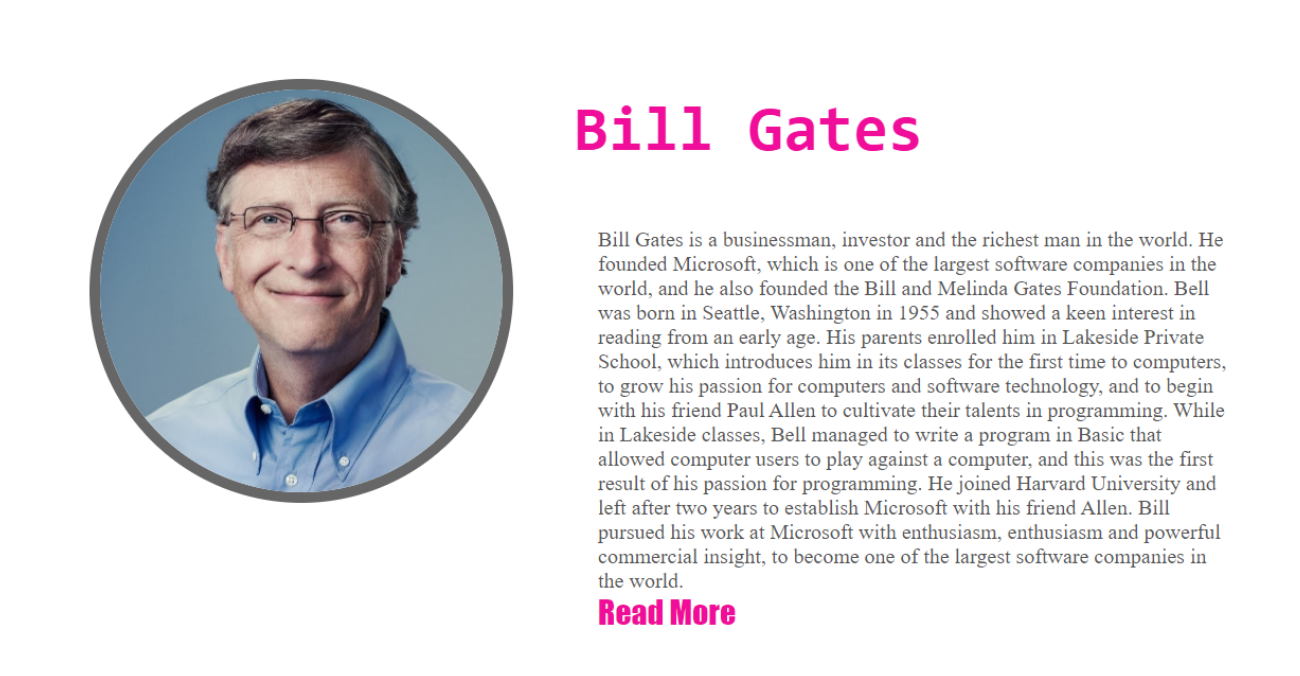 Bill Gates
Bill Gates is a businessman, investor and the richest man in the world. He
founded Microsoft, which is one of the largest software companies in the
world, and he also founded the Bill and Melinda Gates Foundation. Bell
was born in Seattle, Washington in 1955 and showed a keen interest in
reading from an early age. His parents enrolled him in Lakeside Private
School, which introduces him in its classes for the first time to computers,
to grow his passion for computers and software technology, and to begin
with his friend Paul Allen to cultivate their talents in programming. While
in Lakeside classes, Bell managed to write a program in Basic that
allowed computer users to play against a computer, and this was the first
result of his passion for programming. He joined Harvard University and
left after two years to establish Microsoft with his friend Allen. Bill
pursued his work at Microsoft with enthusiasm, enthusiasm and powerful
commercial insight, to become one of the largest software companies in
the world.
Read More